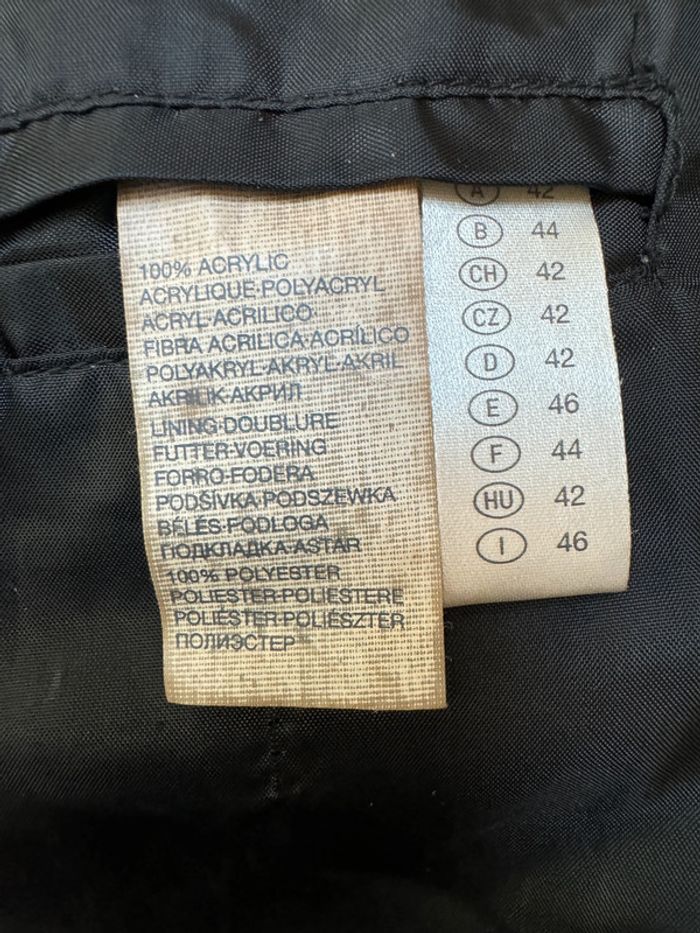 100% ACRYLIC
ACRYLIQUE·POLYACRYL
ACRYL·ACRILICO
FIBRA ACRILICA·ACRÍLICO
POLYAKRYL·AKRYL·AKRIL
AKRILIK·АКРИЛ
LINING·DOUBLURE
FUTTER·VOERING
FORRO·FODERA
PODŠÍVKA·PODSZEWKA
BÉLÉS·FODLOGA
ПОДКЛАДКА·ASTAR
100% POLYESTER
POLIESTER·POLIESTERE
POLIÉSTER·POLIÉSZTER
ПОЛИЭСТЕР
A 42
B 44
CH 42
CZ 42
D 42
E 46
F 44
HU 42
I 46